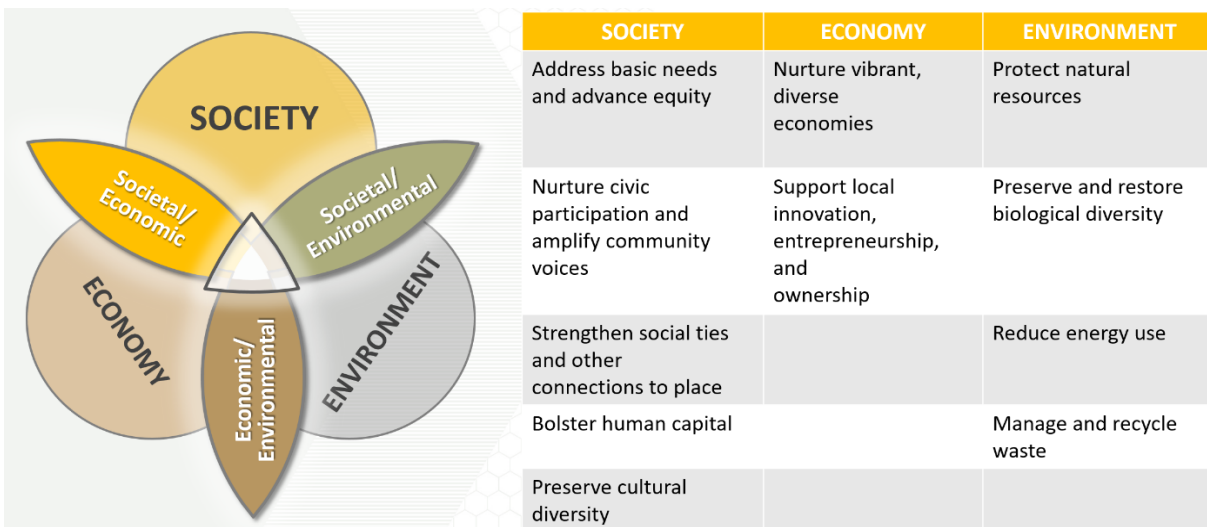 SOCIETY
Societal/
Economic
Societal/
Environmental
ECONOMY
ENVIRONMENT
Economic/
Environmental
SOCIETY
ECONOMY
ENVIRONMENT
Address basic needs
and advance equity
Nurture vibrant,
diverse
economies
Protect natural
resources
Nurture civic
participation and
amplify community
voices
Support local
innovation,
entrepreneurship,
and
ownership
Preserve and restore
biological diversity
Strengthen social ties
and other
connections to place
Reduce energy use
Bolster human capital
Manage and recycle
waste
Preserve cultural
diversity